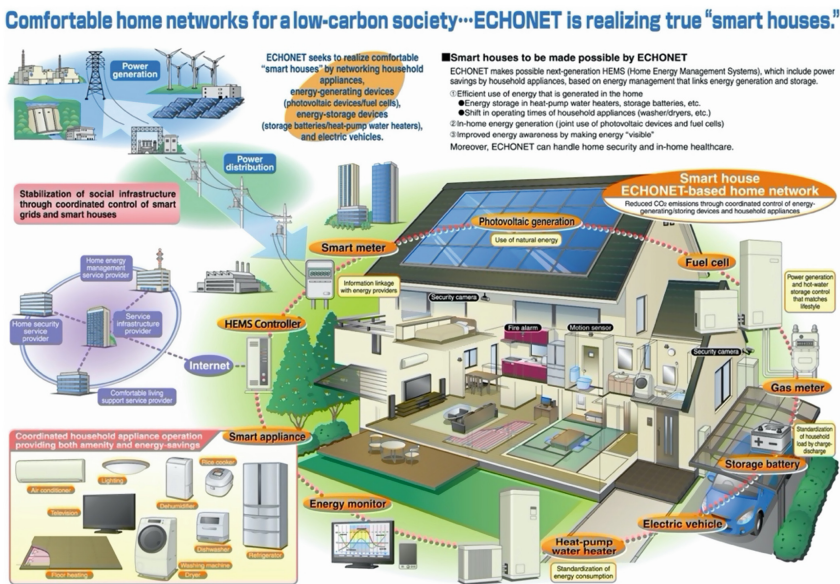 Comfortable home networks for a low-carbon society···ECHONET is realizing true "smart houses."
Power
generation
ECHONET seeks to realize comfortable
"smart houses" by networking household
appliances,
energy-generating devices
(photovoltaic devices/fuel cells),
energy-storage devices
(storage batteries/heat-pump water heaters),
and electric vehicles.
■Smart houses to be made possible by ECHONET
ECHONET makes possible next-generation HEMS (Home Energy Management Systems), which include power
savings by household appliances, based on energy management that links energy generation and storage.
①Efficient use of energy that is generated in the home
●Energy storage in heat-pump water heaters, storage batteries, etc.
●Shift in operating times of household appliances (washer/dryers, etc.)
②In-home energy generation (joint use of photovoltaic devices and fuel cells)
③Improved energy awareness by making energy "visible"
Moreover, ECHONET can handle home security and in-home healthcare.
Power
distribution
Stabilization of social infrastructure
through coordinated control of smart
grids and smart houses
Smart house
ECHONET-based home network
Reduced CO₂ emissions through coordinated control of energy-
generating/storing devices and household appliances
Smart meter
Information linkage
with energy providers
Photovoltaic generation
Use of natural energy
Fuel cell
Power generation
and hot-water
storage control
that matches
lifestyle
Home energy
management
service provider
Home security
service
provider
Service
infrastructure
provider
Comfortable living
support service provider
Internet
HEMS Controller
Security camera
Fire alarm
Motion sensor
Security camera
Gas meter
Standardization
of household
load by charge-
discharge
Storage battery
Electric vehicle
Heat-pump
water heater
Standardization of
energy consumption
Energy monitor
Smart appliance
Coordinated household appliance operation
providing both amenity and energy-savings
Air conditioner
Lighting
Dehumidifier
Rice cooker
Television
Dishwasher
Refrigerator
Floor heating
Washing machine
Dryer